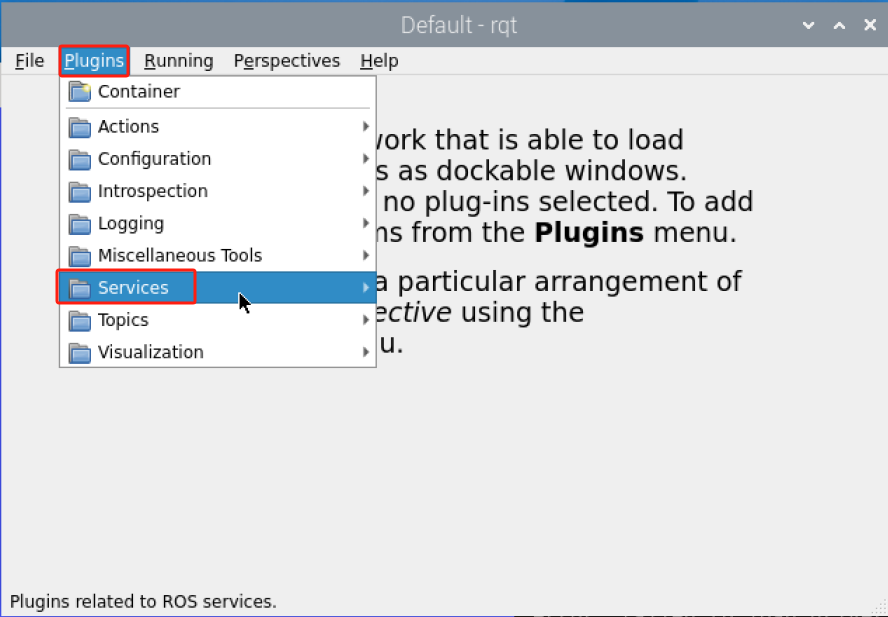 Default - rqt
File Plugins Running Perspectives Help
Container
Actions
Configuration
Introspection
Logging
Miscellaneous Tools
Services
Topics
Visualization
work that is able to load
s as dockable windows.
no plug-ins selected. To add
ms from the Plugins menu.
a particular arrangement of
ective using the
u.
Plugins related to ROS services.